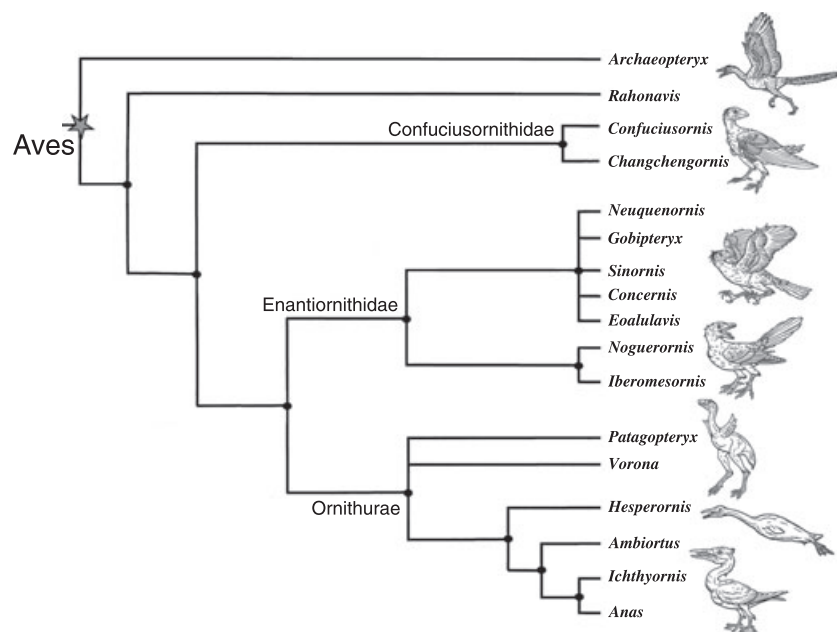 Archaeopteryx
Rahonavis
Aves
Confuciusornithidae
Confuciusornis
Changchengornis
Neuquenornis
Gobipteryx
Sinornis
Enantiornithidae
Concernis
Eoalulavis
Noguerornis
Iberomesornis
Patagopteryx
Vorona
Ornithurae
Hesperornis
Ambiortus
Ichthyornis
Anas